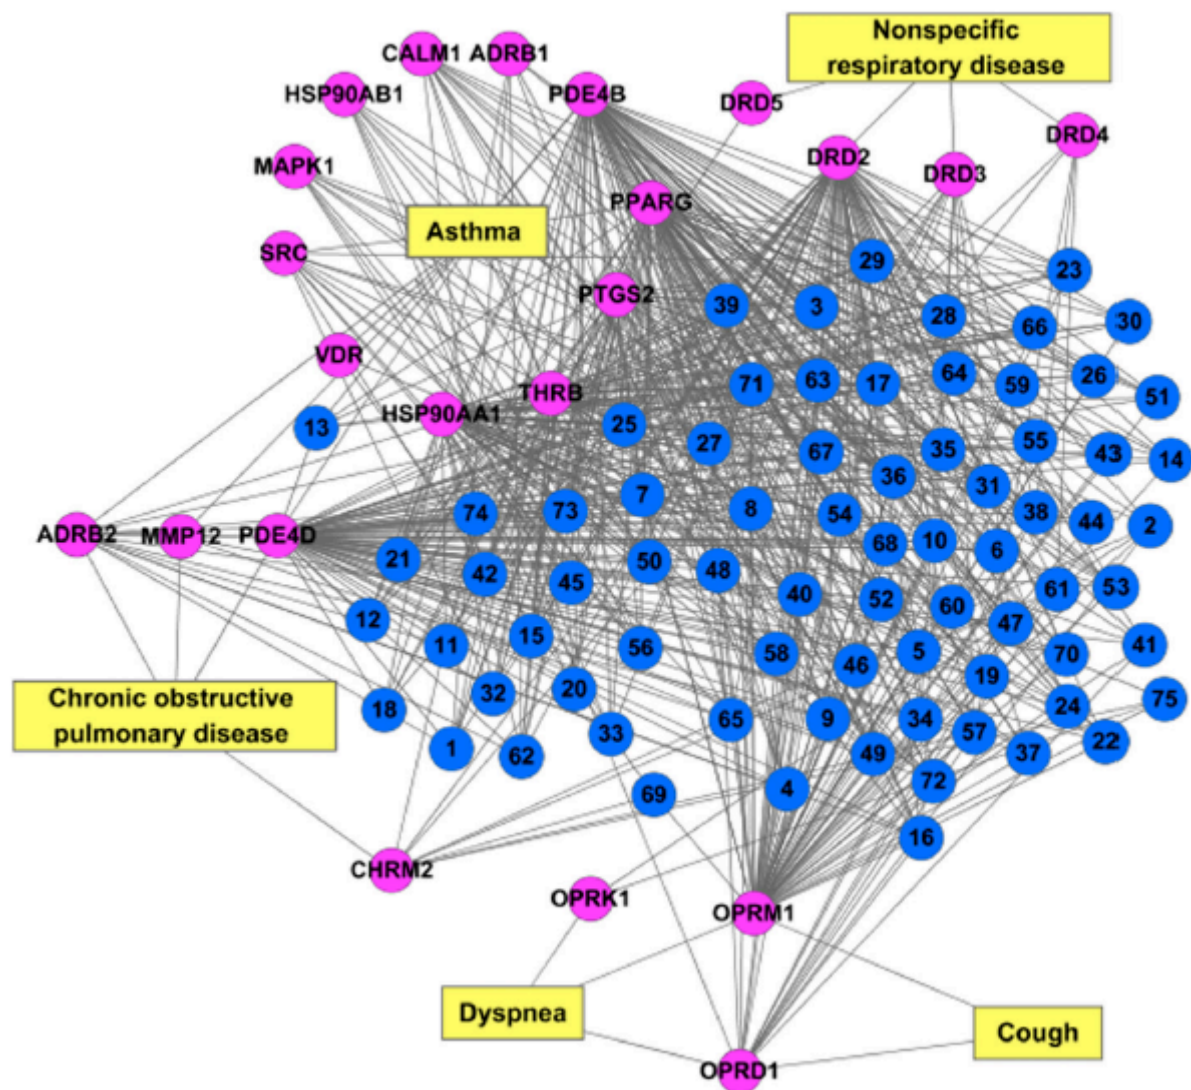 Nonspecific
respiratory disease
CALM1
ADRB1
HSP90AB1
PDE4B
DRD5
DRD4
MAPK1
DRD2
DRD3
PPARG
Asthma
SRC
29
23
PTGS2
39
3
28
66
30
VDR
THRB
71
63
17
64
59
26
51
HSP90AA1
13
25
27
67
35
55
43
14
36
31
7
74
73
8
54
38
44
2
ADRB2
MMP12
PDE4D
68
10
6
21
42
45
50
48
40
52
60
61
53
12
11
15
56
58
46
5
47
70
41
19
Chronic obstructive
pulmonary disease
18
32
20
65
9
34
57
24
75
1
62
33
49
37
22
69
4
72
16
CHRM2
OPRK1
OPRM1
Dyspnea
Cough
OPRD1